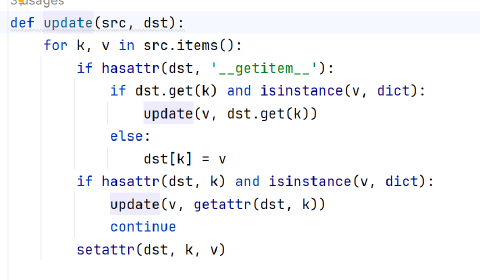 3 usages
def update(src, dst):
    for k, v in src.items():
        if hasattr(dst, '__getitem__'):
            if dst.get(k) and isinstance(v, dict):
                update(v, dst.get(k))
            else:
                dst[k] = v
        if hasattr(dst, k) and isinstance(v, dict):
            update(v, getattr(dst, k))
            continue
        setattr(dst, k, v)